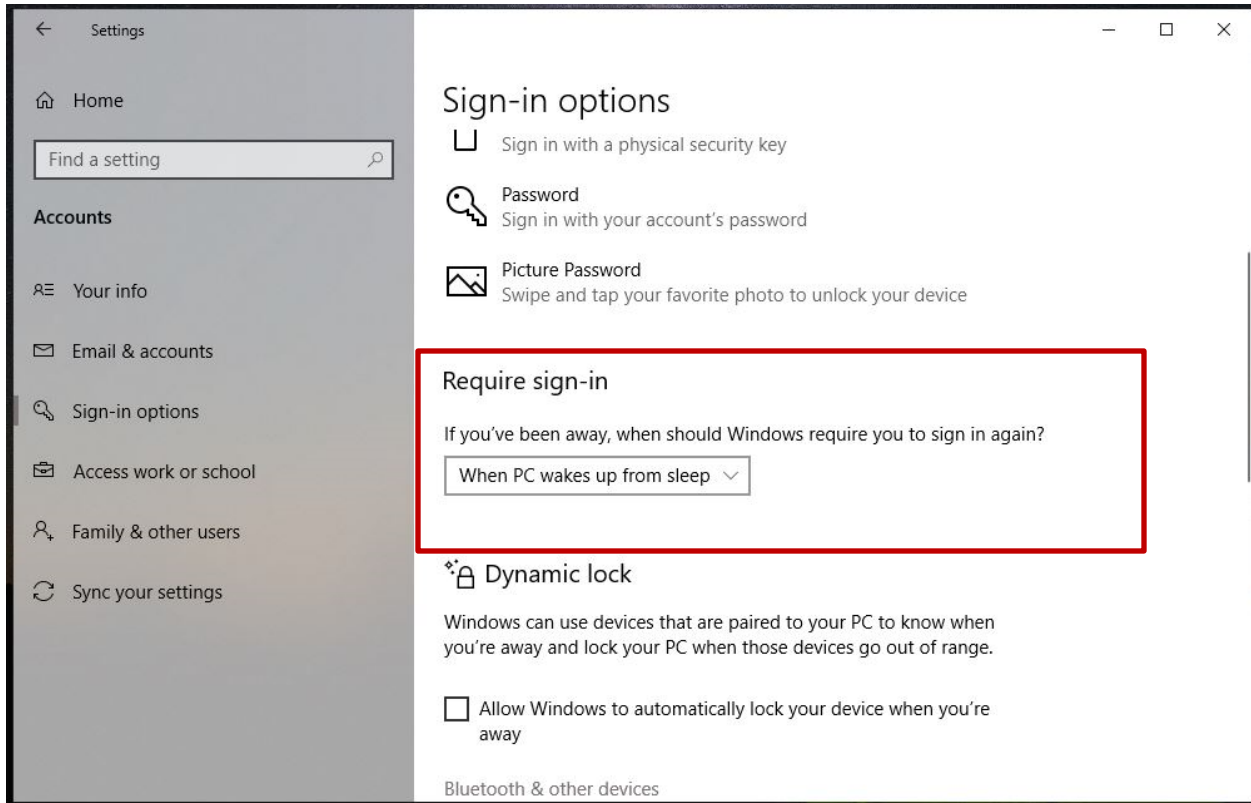 Settings
Home
Find a setting
Accounts
Your info
Email & accounts
Sign-in options
Access work or school
Family & other users
Sync your settings
Sign-in options
Sign in with a physical security key
Password
Sign in with your account's password
Picture Password
Swipe and tap your favorite photo to unlock your device
Require sign-in
If you've been away, when should Windows require you to sign in again?
When PC wakes up from sleep
Dynamic lock
Windows can use devices that are paired to your PC to know when
you're away and lock your PC when those devices go out of range.
Allow Windows to automatically lock your device when you're
away
Bluetooth & other devices